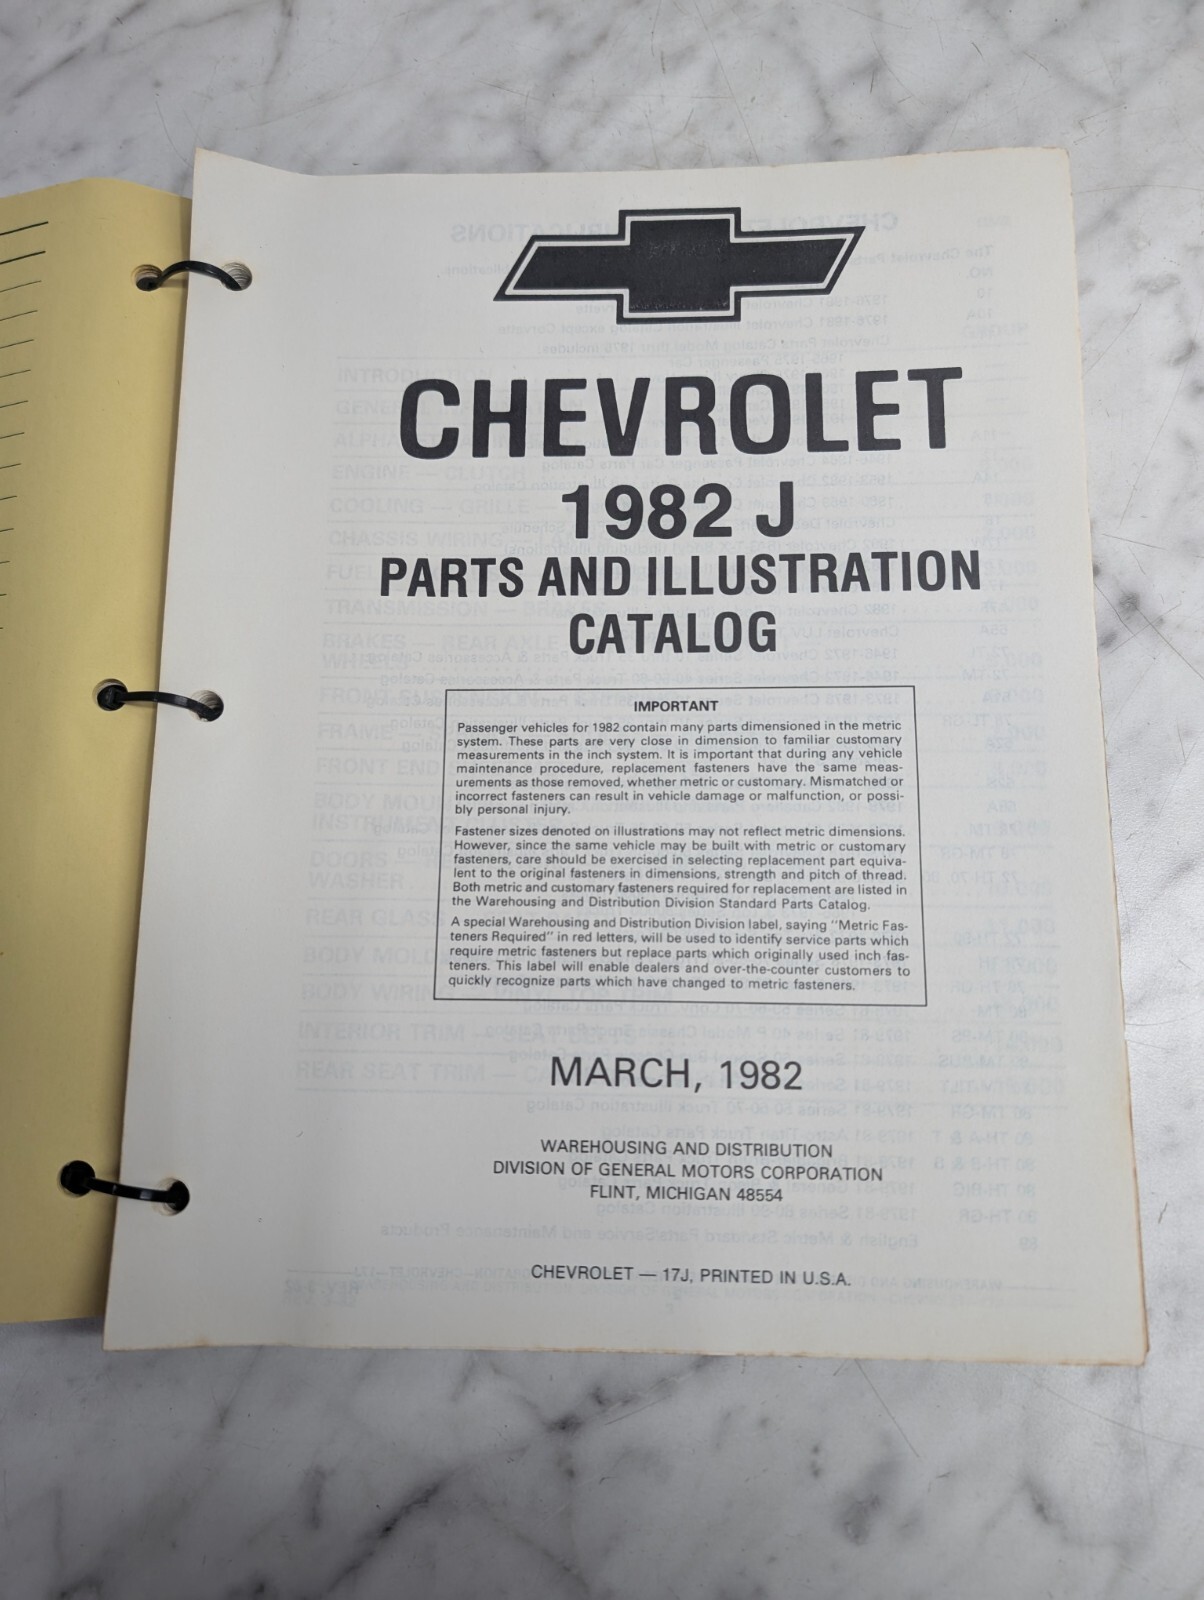 CHEVROLET
1982 J
PARTS AND ILLUSTRATION
CATALOG
IMPORTANT
Passenger vehicles for 1982 contain many parts dimensioned in the metric
system. These parts are very close in dimension to familiar customary
measurements in the inch system. It is important that during any vehicle
maintenance procedure, replacement fasteners have the same meas-
urements as those removed, whether metric or customary. Mismatched or
incorrect fasteners can result in vehicle damage or malfunction, or possi-
bly personal injury.
Fastener sizes denoted on illustrations may not reflect metric dimensions.
However, since the same vehicle may be built with metric or customary
fasteners, care should be exercised in selecting replacement part equiva-
lent to the original fasteners in dimensions, strength and pitch of thread.
Both metric and customary fasteners required for replacement are listed in
the Warehousing and Distribution Division Standard Parts Catalog.
A special Warehousing and Distribution Division label, saying "Metric Fas-
teners Required" in red letters, will be used to identify service parts which
require metric fasteners but replace parts which originally used inch fas-
teners. This label will enable dealers and over-the-counter customers to
quickly recognize parts which have changed to metric fasteners.
MARCH, 1982
WAREHOUSING AND DISTRIBUTION
DIVISION OF GENERAL MOTORS CORPORATION
FLINT, MICHIGAN 48554
CHEVROLET — 17J, PRINTED IN U.S.A.